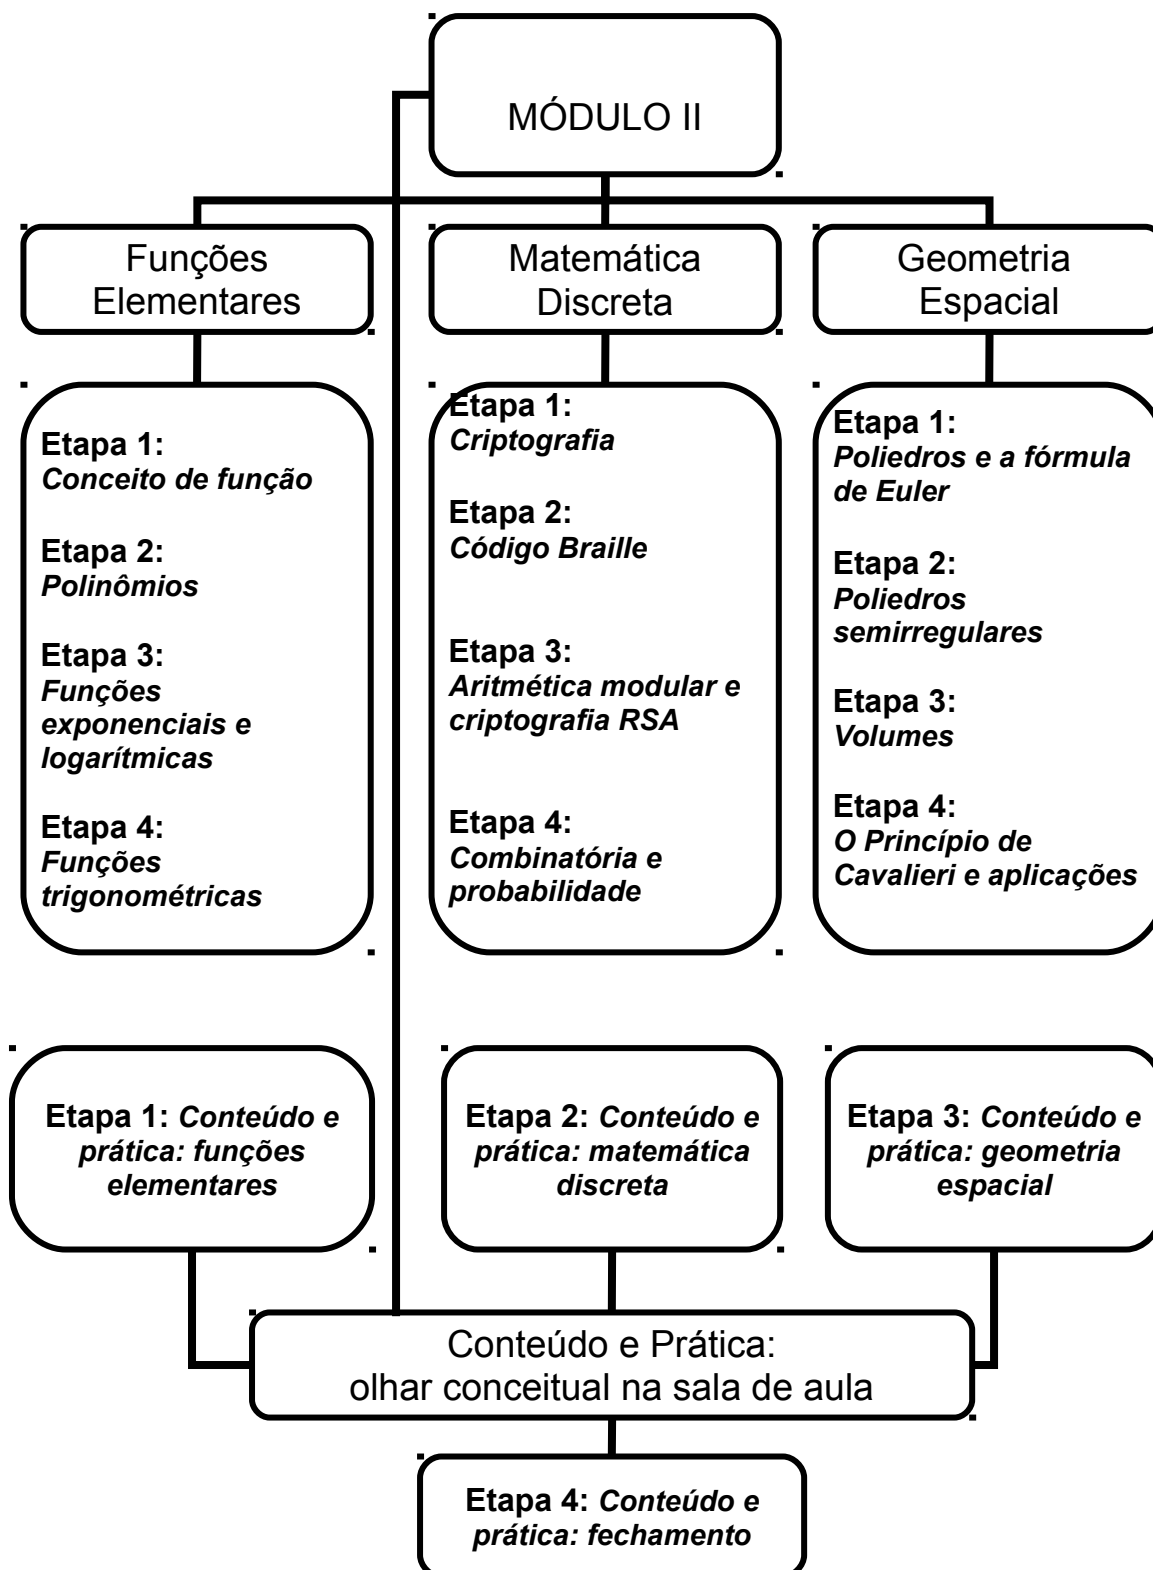 MÓDULO II
Funções
Elementares
Matemática
Discreta
Geometria
Espacial
Etapa 1:
Conceito de função
Etapa 2:
Polinômios
Etapa 3:
Funções
exponenciais e
logarítmicas
Etapa 4:
Funções
trigonométricas
Etapa 1:
Criptografia
Etapa 2:
Código Braille
Etapa 3:
Aritmética modular e
criptografia RSA
Etapa 4:
Combinatória e
probabilidade
Etapa 1:
Poliedros e a fórmula
de Euler
Etapa 2:
Poliedros
semirregulares
Etapa 3:
Volumes
Etapa 4:
O Princípio de
Cavalieri e aplicações
Etapa 1: Conteúdo e
prática: funções
elementares
Etapa 2: Conteúdo e
prática: matemática
discreta
Etapa 3: Conteúdo e
prática: geometria
espacial
Conteúdo e Prática:
olhar conceitual na sala de aula
Etapa 4: Conteúdo e
prática: fechamento